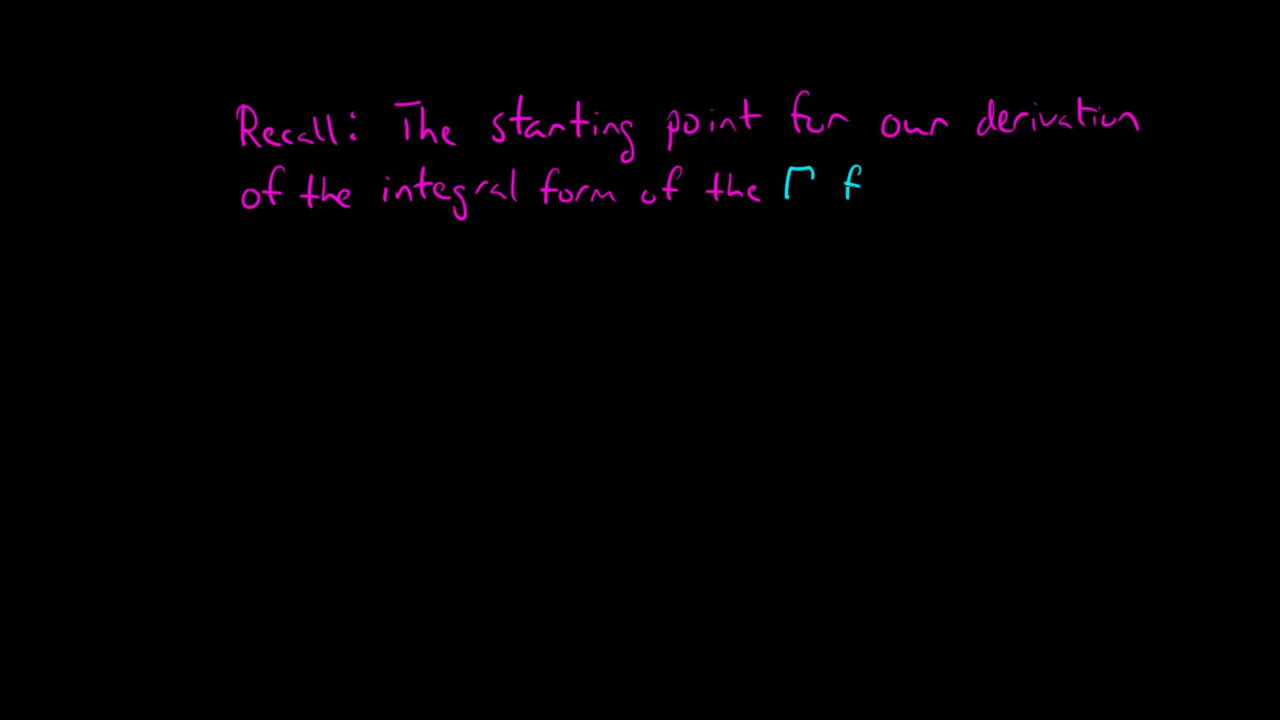 Recall: The starting point for our derivation
of the integral form of the Γ f